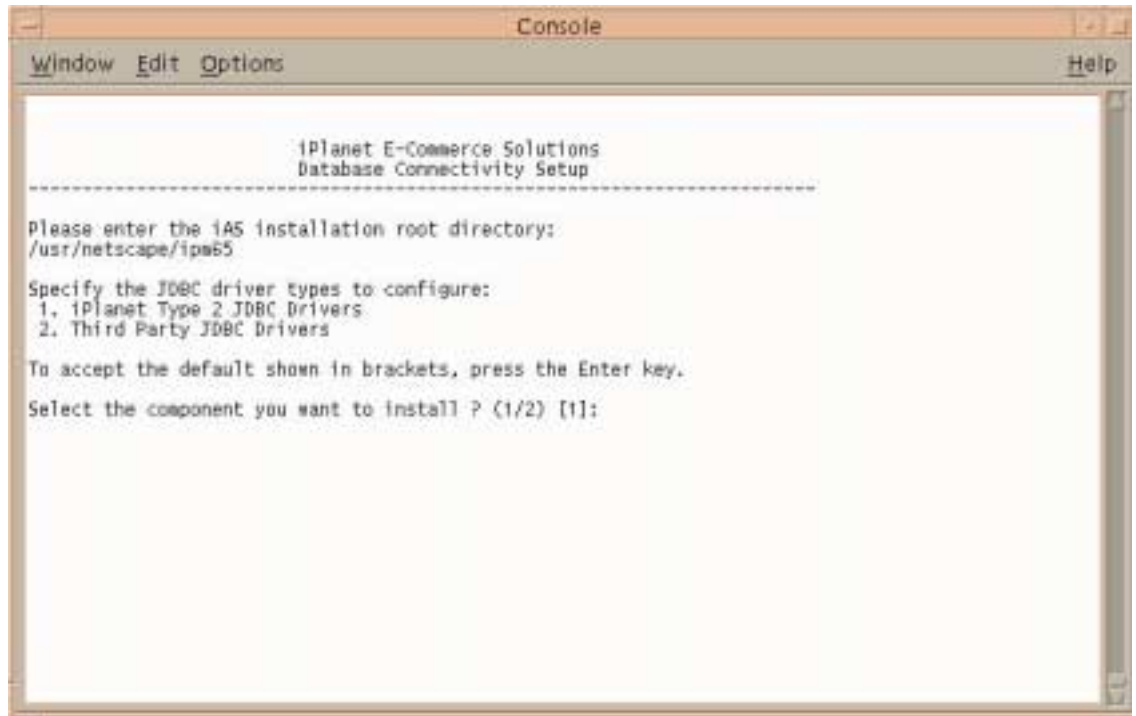 Console
Window Edit Options Help
iPlanet E-Commerce Solutions
Database Connectivity Setup
--------------------------------------------------------------------------
Please enter the iAS installation root directory:
/usr/netscape/ipm65
Specify the JDBC driver types to configure:
1. iPlanet Type 2 JDBC Drivers
2. Third Party JDBC Drivers
To accept the default shown in brackets, press the Enter key.
Select the component you want to install ? (1/2) [1]: